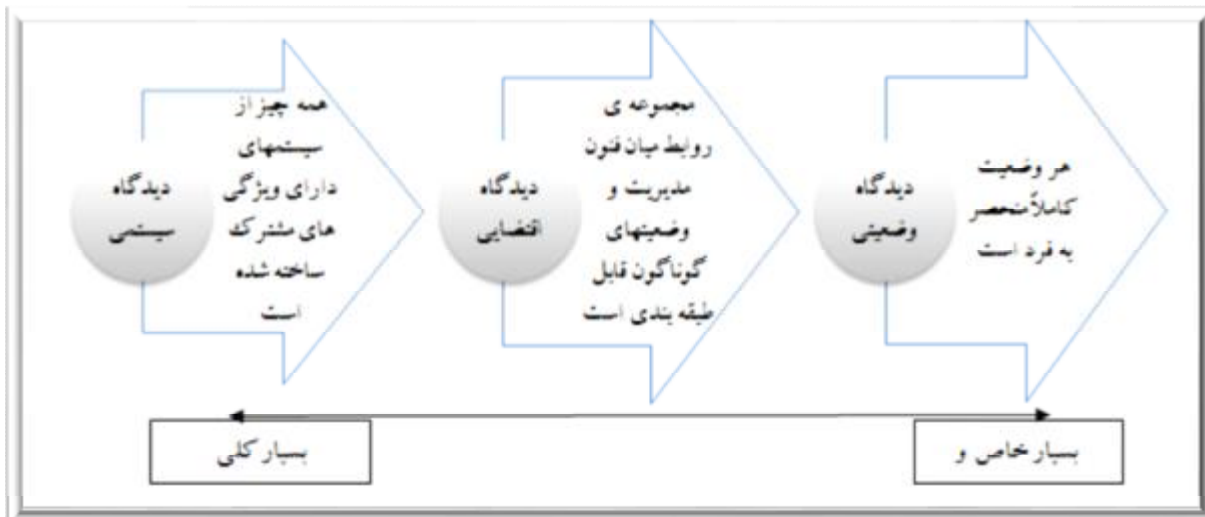 دیدگاه
وضعیتی
هر وضعیت
کاملاً منحصر
به فرد است
دیدگاه
اقتضایی
مجموعه ی
روابط میان فنون
مدیریت و
وضعیتهای
گوناگون قابل
طبقه بندی است
دیدگاه
سیستمی
همه چیز از
سیستمهای
دارای ویژگی
های مشترک
ساخته شده
است
بسیار خاص و
بسیار کلی